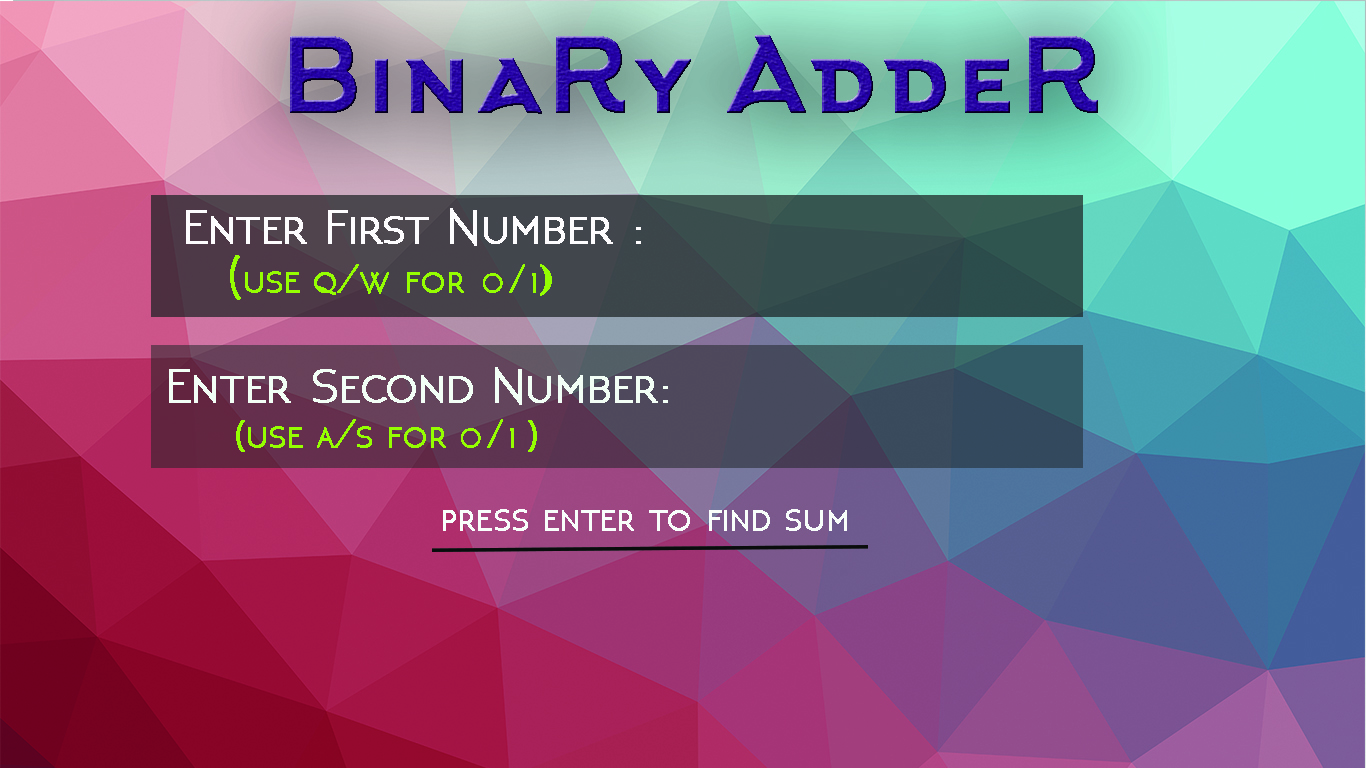 BINARY ADDER
ENTER FIRST NUMBER :
(USE Q/W FOR 0/1)
ENTER SECOND NUMBER:
(USE A/S FOR 0/1 )
PRESS ENTER TO FIND SUM